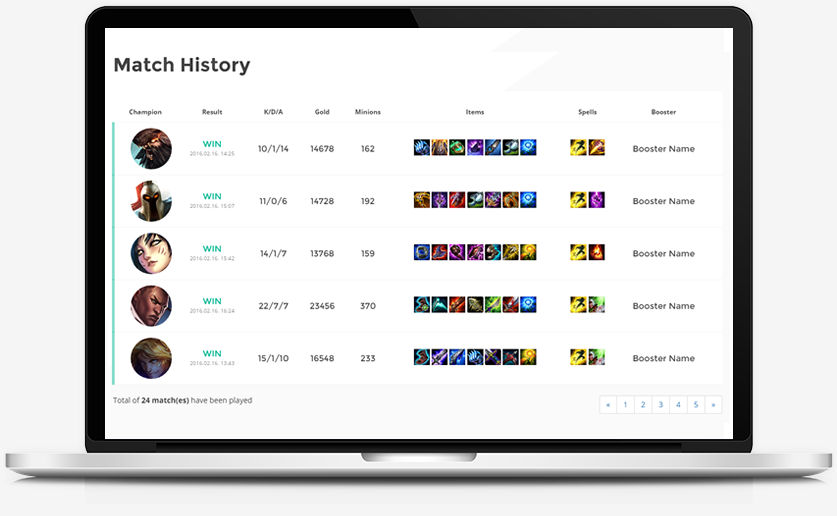 Match History
Champion Result K/D/A Gold Minions Items Spells Booster
WIN
2016.02.16. 14:25
10/1/14 14678 162 Booster Name
WIN
2016.02.16. 15:07
11/0/6 14728 192 Booster Name
WIN
2016.02.16. 15:42
14/1/7 13768 159 Booster Name
WIN
2016.02.16. 16:24
22/7/7 23456 370 Booster Name
WIN
2016.02.16. 13:43
15/1/10 16548 233 Booster Name
Total of 24 match(es) have been played
« 1 2 3 4 5 »